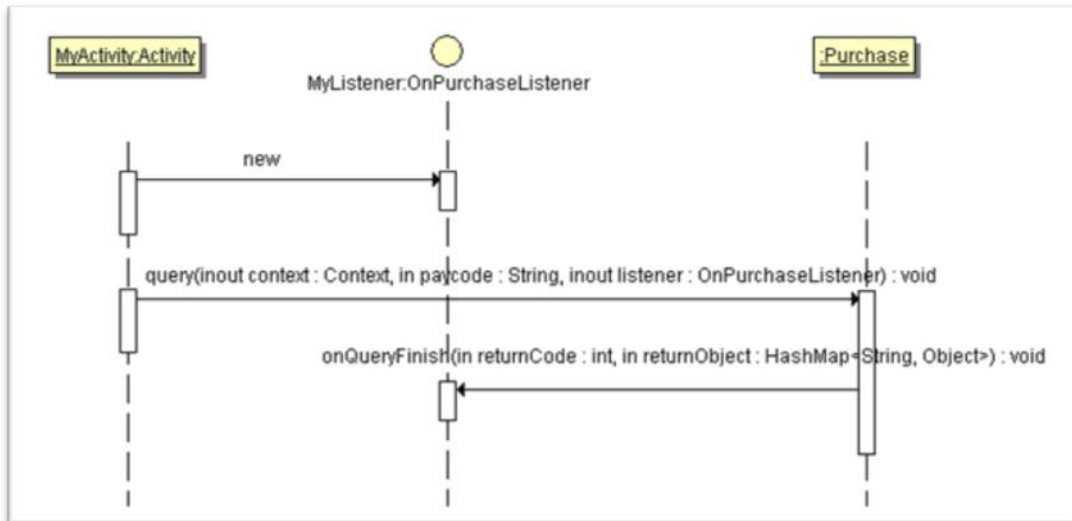 MyActivity:Activity
MyListener:OnPurchaseListener
:Purchase
new
query(inout context : Context, in paycode : String, inout listener : OnPurchaseListener) : void
onQueryFinish(in returnCode : int, in returnObject : HashMap<String, Object>) : void